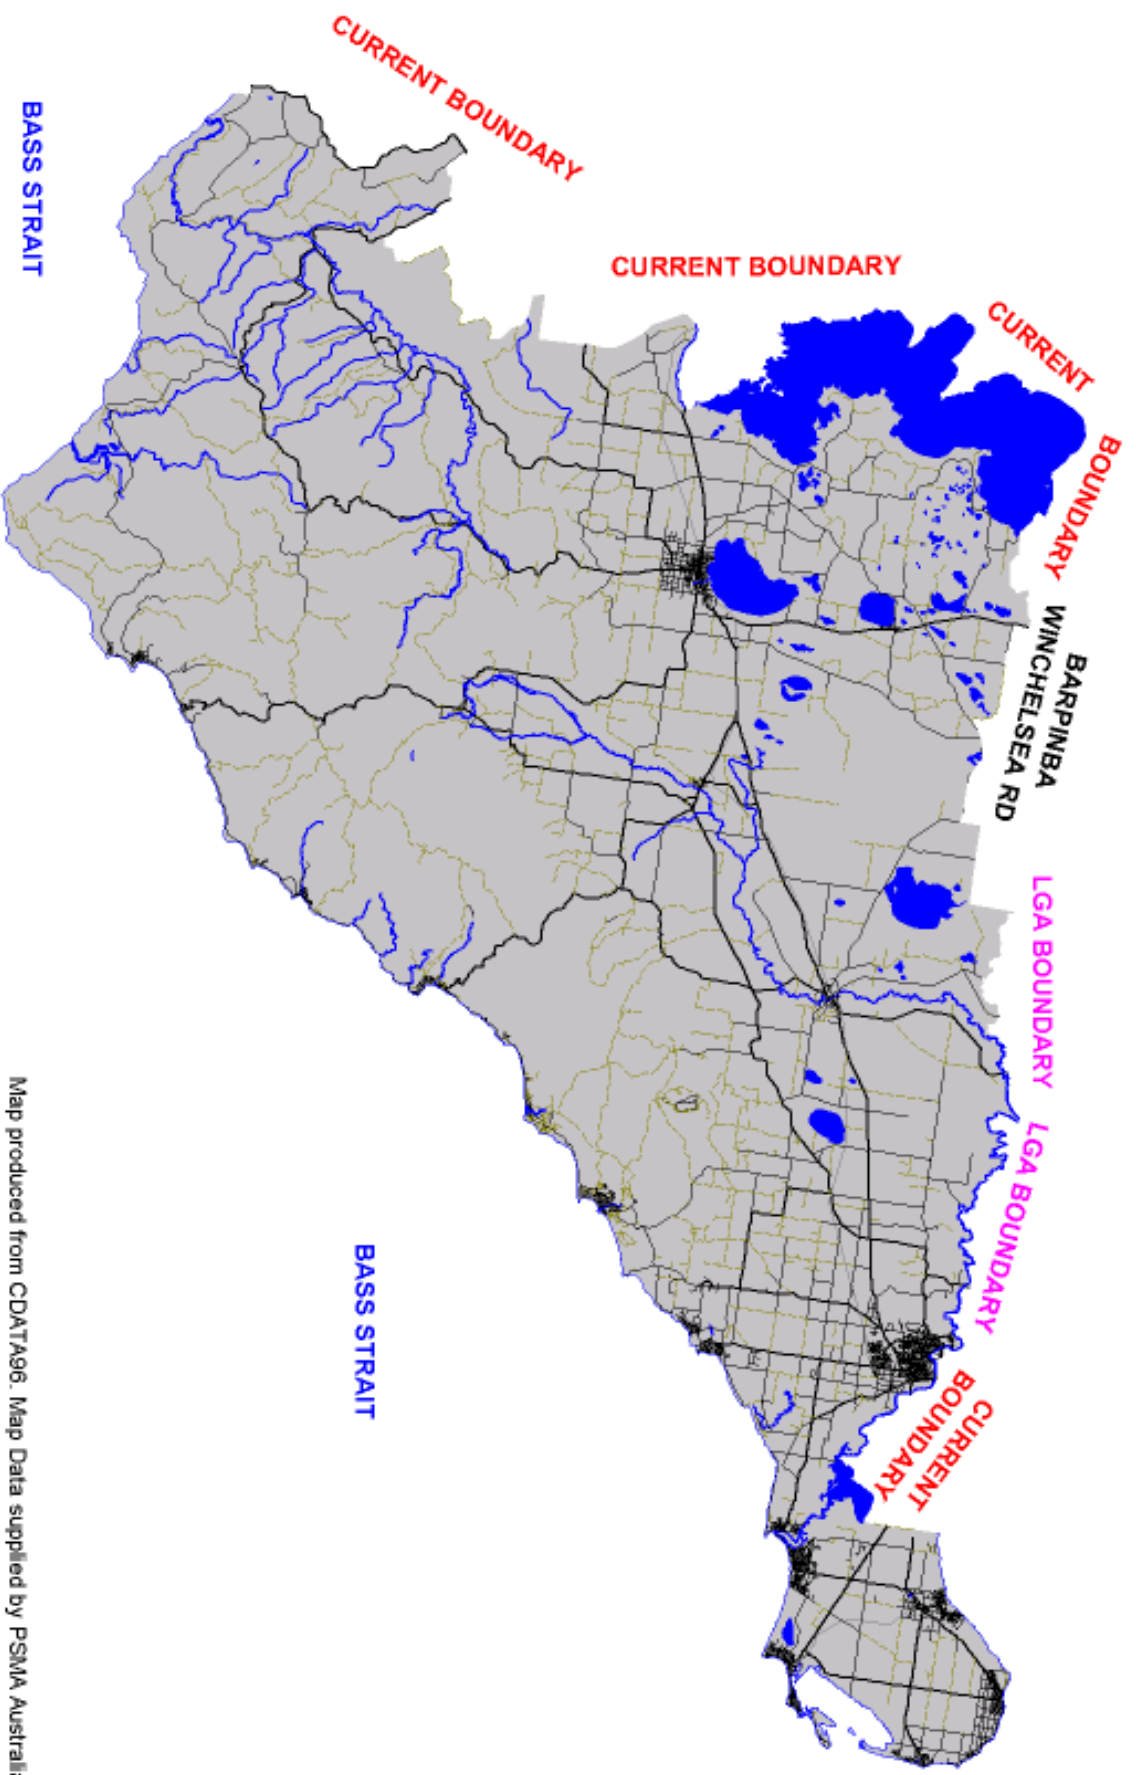 CURRENT BOUNDARY
CURRENT BOUNDARY
CURRENT
BOUNDARY
BARPINBA
WINCHELSEA RD
LGA BOUNDARY
LGA BOUNDARY
CURRENT
BOUNDARY
BASS STRAIT
BASS STRAIT
Map produced from CDATA96. Map Data supplied by PSMA Australia